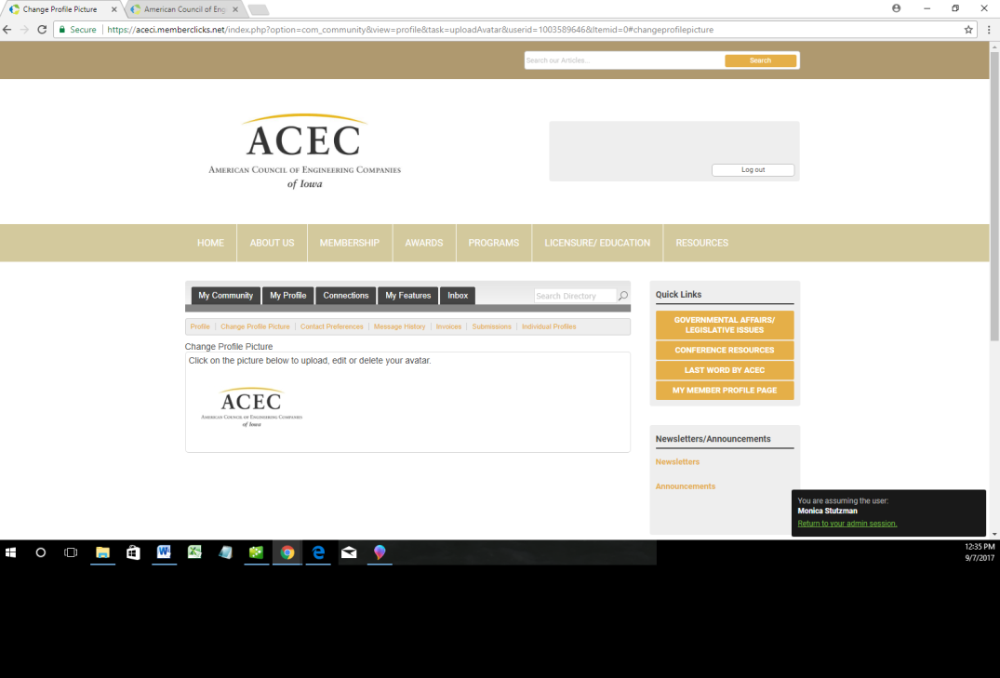 Change Profile Picture
American Council of Engi
Secure https://aceci.memberclicks.net/index.php?option=com_community&view=profile&task=uploadAvatar&userid=1003589646&Itemid=0#changeprofilepicture
Search our Articles...
Search
ACEC
American Council of Engineering Companies
of Iowa
Log out
HOME ABOUT US MEMBERSHIP AWARDS PROGRAMS LICENSURE/ EDUCATION RESOURCES
My Community My Profile Connections My Features Inbox Search Directory
Profile | Change Profile Picture | Contact Preferences | Message History | Invoices | Submissions | Individual Profiles
Change Profile Picture
Click on the picture below to upload, edit or delete your avatar.
ACEC
American Council of Engineering Companies
of Iowa
Quick Links
GOVERNMENTAL AFFAIRS/
LEGISLATIVE ISSUES
CONFERENCE RESOURCES
LAST WORD BY ACEC
MY MEMBER PROFILE PAGE
Newsletters/Announcements
Newsletters
Announcements
You are assuming the user:
Monica Stutzman
Return to your admin session.
12:35 PM
9/7/2017